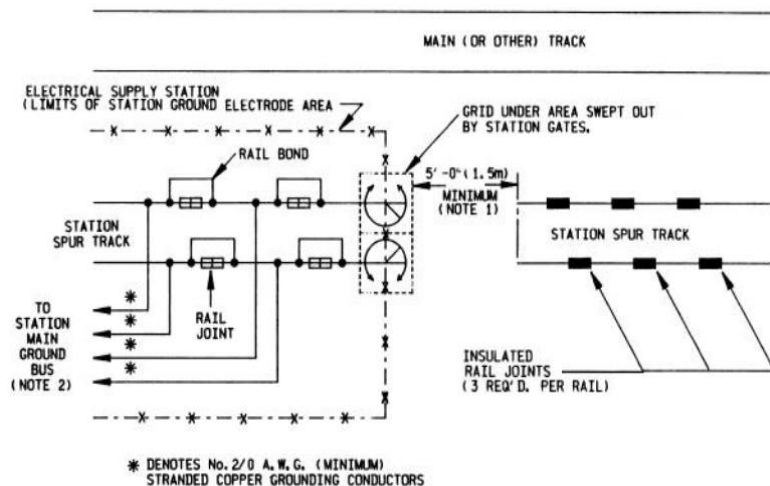 MAIN (OR OTHER) TRACK
ELECTRICAL SUPPLY STATION
(LIMITS OF STATION GROUND ELECTRODE AREA
GRID UNDER AREA SWEPT OUT
BY STATION GATES.
RAIL BOND
5'-0" (1.5m)
MINIMUM
(NOTE 1)
STATION
SPUR TRACK
STATION SPUR TRACK
TO
STATION
MAIN
GROUND
BUS
(NOTE 2)
*
*
*
*
RAIL
JOINT
INSULATED
RAIL JOINTS
(3 REQ'D. PER RAIL)
* DENOTES No. 2/0 A.W.G. (MINIMUM)
STRANDED COPPER GROUNDING CONDUCTORS